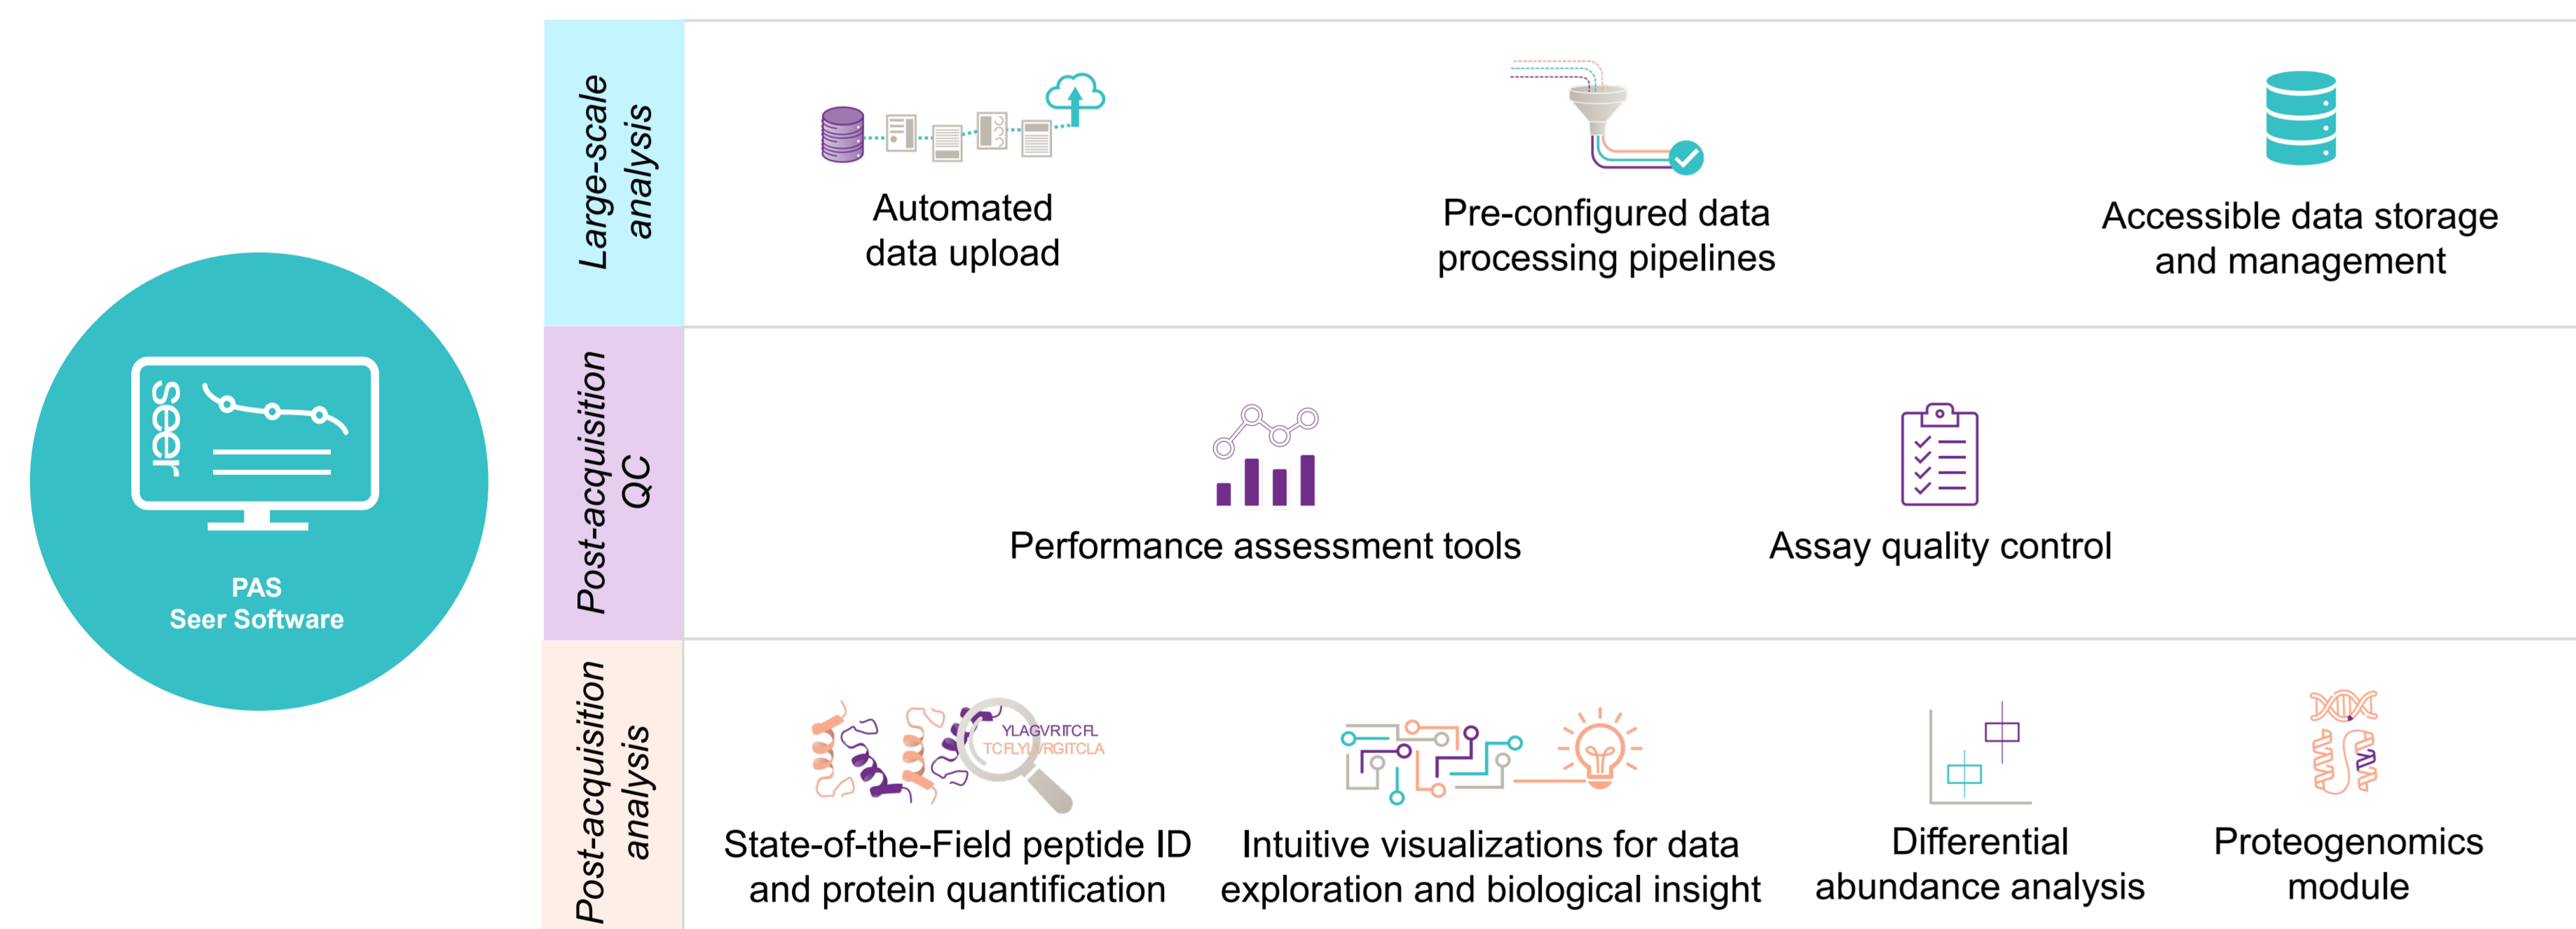 seer
PAS
Seer Software
Large-scale
analysis
Automated
data upload
Pre-configured data
processing pipelines
Accessible data storage
and management
Post-acquisition
QC
Performance assessment tools
Assay quality control
Post-acquisition
analysis
YLAGVRITCFL
TCFLYLVRGITCLA
State-of-the-Field peptide ID
and protein quantification
Intuitive visualizations for data
exploration and biological insight
Differential
abundance analysis
Proteogenomics
module